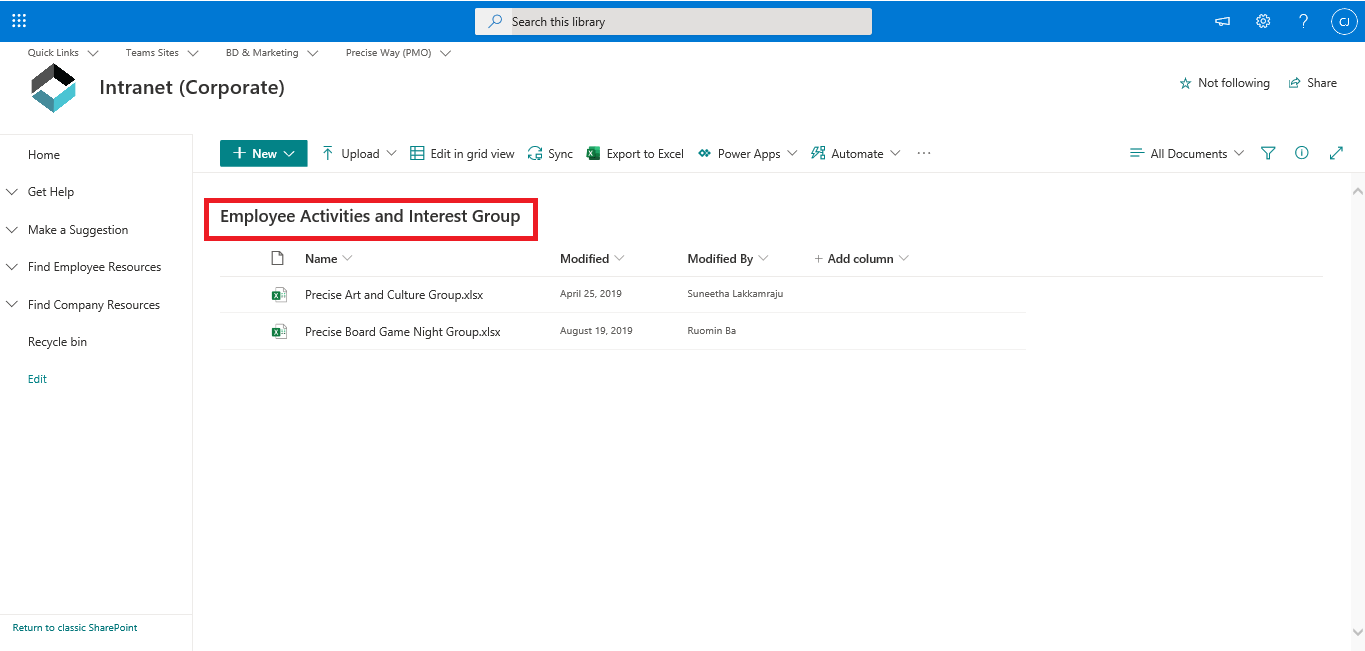 Search this library
CJ
Quick Links Teams Sites BD & Marketing Precise Way (PMO)
Intranet (Corporate)
Not following Share
Home
Get Help
Make a Suggestion
Find Employee Resources
Find Company Resources
Recycle bin
Edit
Return to classic SharePoint
+ New Upload Edit in grid view Sync Export to Excel Power Apps Automate ... All Documents
Employee Activities and Interest Group
Name Modified Modified By + Add column
Precise Art and Culture Group.xlsx April 25, 2019 Suneetha Lakkamraju
Precise Board Game Night Group.xlsx August 19, 2019 Ruomin Ba